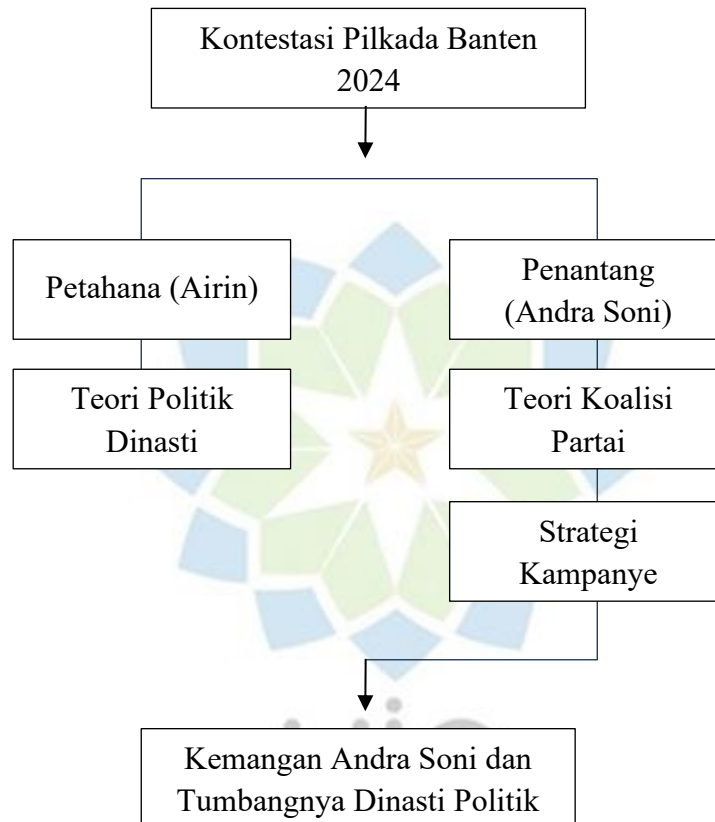 Kontestasi Pilkada Banten
2024
Petahana (Airin)
Penantang
(Andra Soni)
Teori Politik
Dinasti
Teori Koalisi
Partai
Strategi
Kampanye
Kemangan Andra Soni dan
Tumbangnya Dinasti Politik